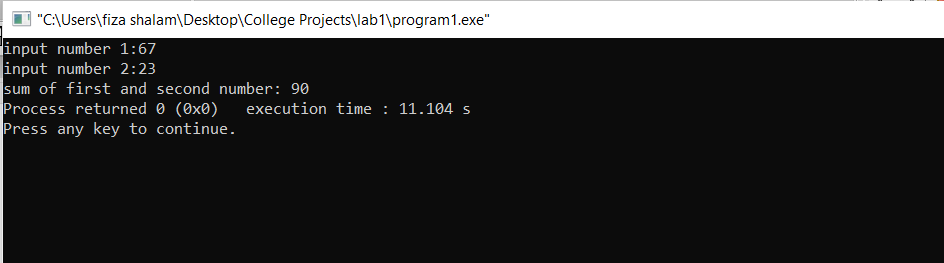 "C:\Users\fiza shalam\Desktop\College Projects\lab1\program1.exe"
input number 1:67
input number 2:23
sum of first and second number: 90
Process returned 0 (0x0)   execution time : 11.104 s
Press any key to continue.